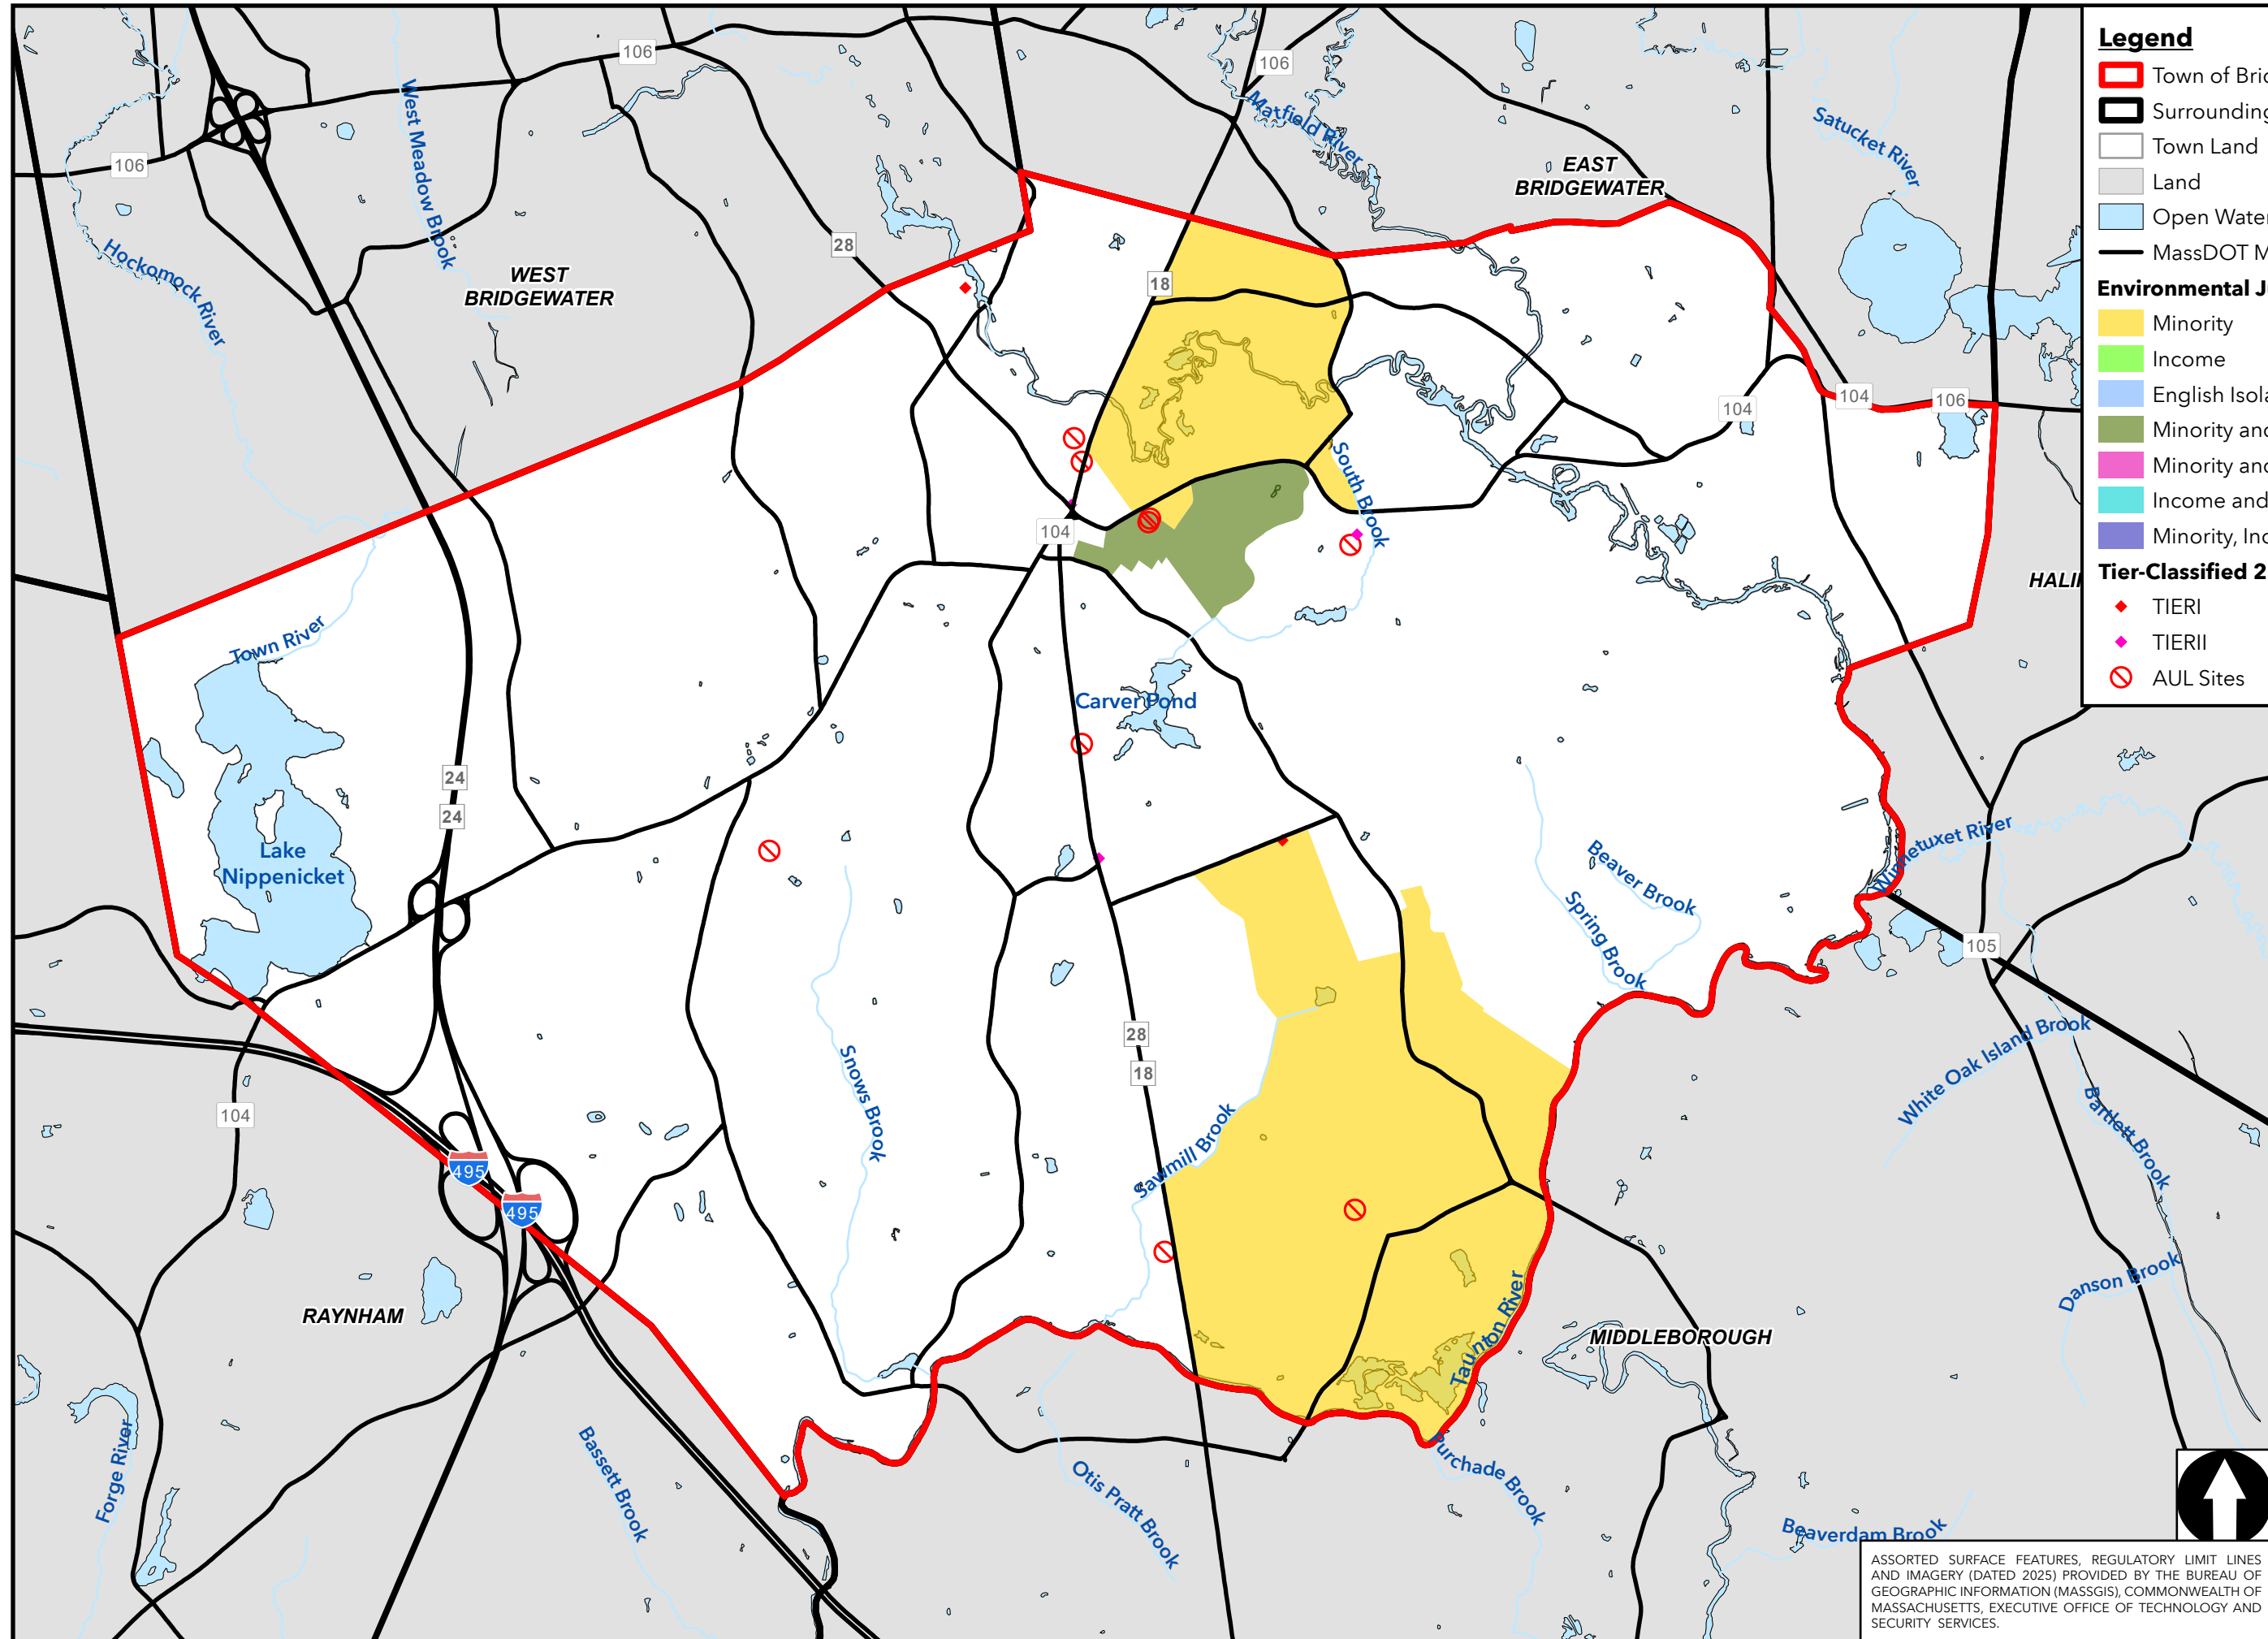 106
106
106
West Meadow Brook
Matfield River
Satucket River
EAST
BRIDGEWATER
Hockomock River
28
WEST
BRIDGEWATER
18
104
104
106
South Brook
104
Town River
Carver Pond
24
24
Lake
Nippenicket
Winnetuxet River
Beaver Brook
Spring Brook
105
28
White Oak Island Brook
18
Snows Brook
104
Sawmill Brook
Bartlett Brook
495
495
Danson Brook
Taunton River
RAYNHAM
MIDDLEBOROUGH
Forge River
Bassett Brook
Otis Pratt Brook
Purchade Brook
Beaverdam Brook
HALI
Legend
Town of Bri
Surrounding
Town Land
Land
Open Water
MassDOT M
Environmental J
Minority
Income
English Isol
Minority and
Minority and
Income and
Minority, Inc
Tier-Classified 2
TIERI
TIERII
AUL Sites
ASSORTED SURFACE FEATURES, REGULATORY LIMIT LINES
AND IMAGERY (DATED 2025) PROVIDED BY THE BUREAU OF
GEOGRAPHIC INFORMATION (MASSGIS), COMMONWEALTH OF
MASSACHUSETTS, EXECUTIVE OFFICE OF TECHNOLOGY AND
SECURITY SERVICES.